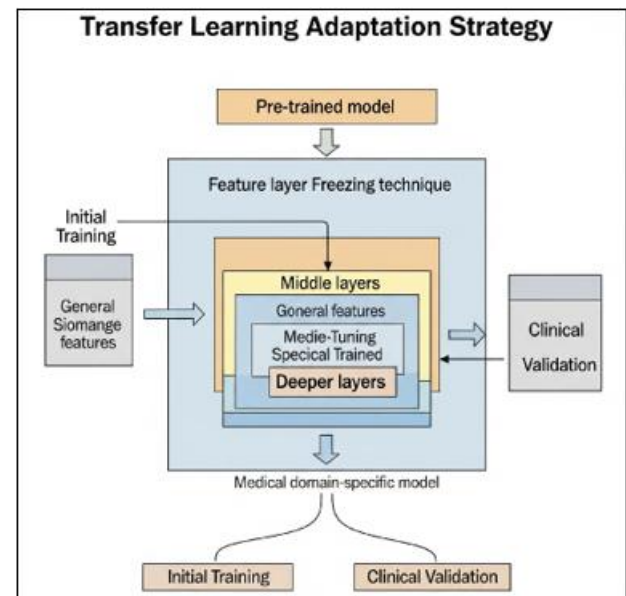 Transfer Learning Adaptation Strategy
Pre-trained model
Feature layer Freezing technique
Initial
Training
General
Siomange
features
Middle layers
Goneral features
Medie-Tuning
Specical Trained
Deeper layers
Clinical
Validation
Medical domain-specific model
Initial Training
Clinical Validation